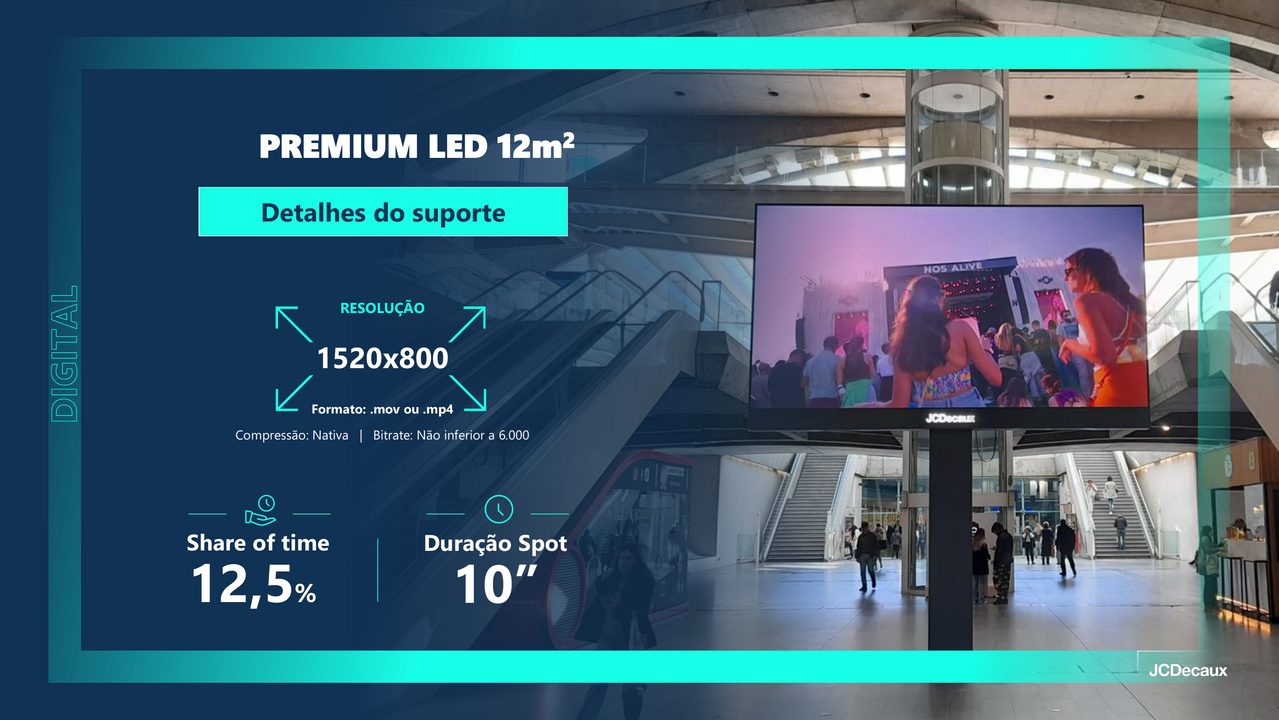 PREMIUM LED 12m²
Detalhes do suporte
RESOLUÇÃO
1520x800
Formato: .mov ou .mp4
Compressão: Nativa | Bitrate: Não inferior a 6.000
Share of time
12,5%
Duração Spot
10”
DIGITAL
NOS ALIVE
JCDecaux
JCDecaux